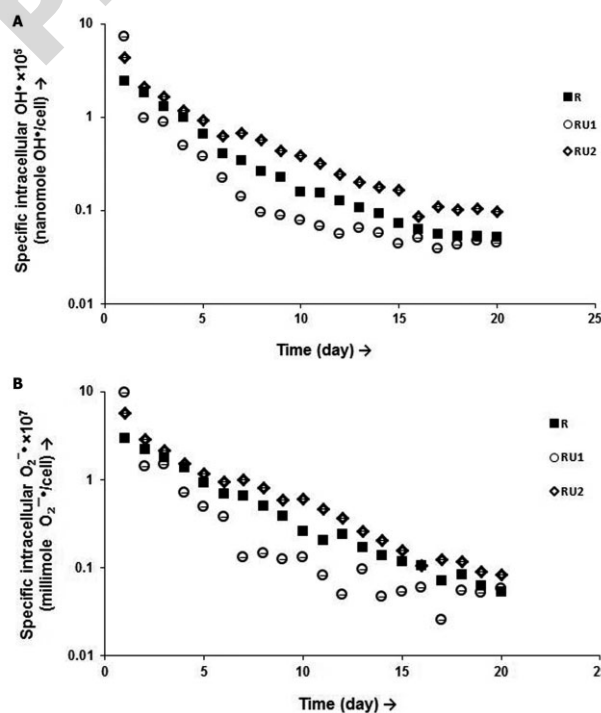 A
10
1
0.1
0.01
0
5
10
15
20
25
Specific intracellular OH• ×10⁵
(nanomole OH•/cell) →
Time (day) →
R
RU1
RU2
B
10
1
0.1
0.01
0
5
10
15
20
25
Specific intracellular O₂⁻• ×10⁷
(millimole O₂⁻•/cell) →
Time (day) →
R
RU1
RU2